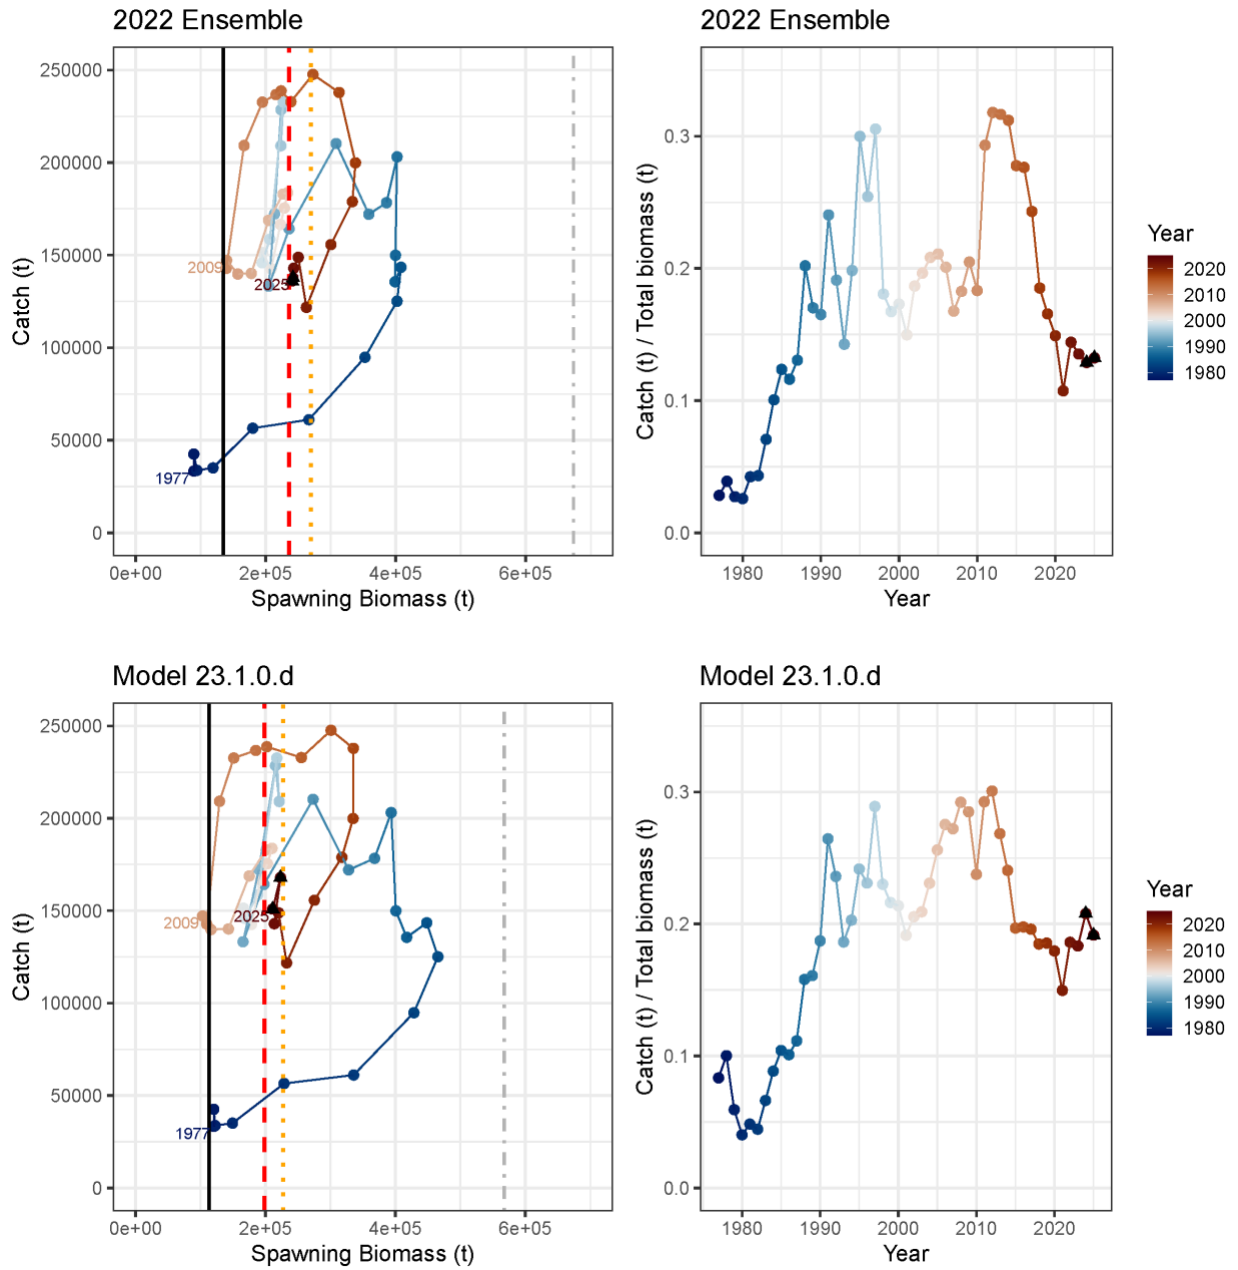 2022 Ensemble
2022 Ensemble
250000
200000
150000
100000
50000
0
Catch (t)
2009
2025
1977
0e+00 2e+05 4e+05 6e+05
Spawning Biomass (t)
0.3
0.2
0.1
0.0
Catch (t) / Total biomass (t)
1980 1990 2000 2010 2020
Year
Year
2020
2010
2000
1990
1980
Model 23.1.0.d
Model 23.1.0.d
250000
200000
150000
100000
50000
0
Catch (t)
2009
2025
1977
0e+00 2e+05 4e+05 6e+05
Spawning Biomass (t)
0.3
0.2
0.1
0.0
Catch (t) / Total biomass (t)
1980 1990 2000 2010 2020
Year
Year
2020
2010
2000
1990
1980